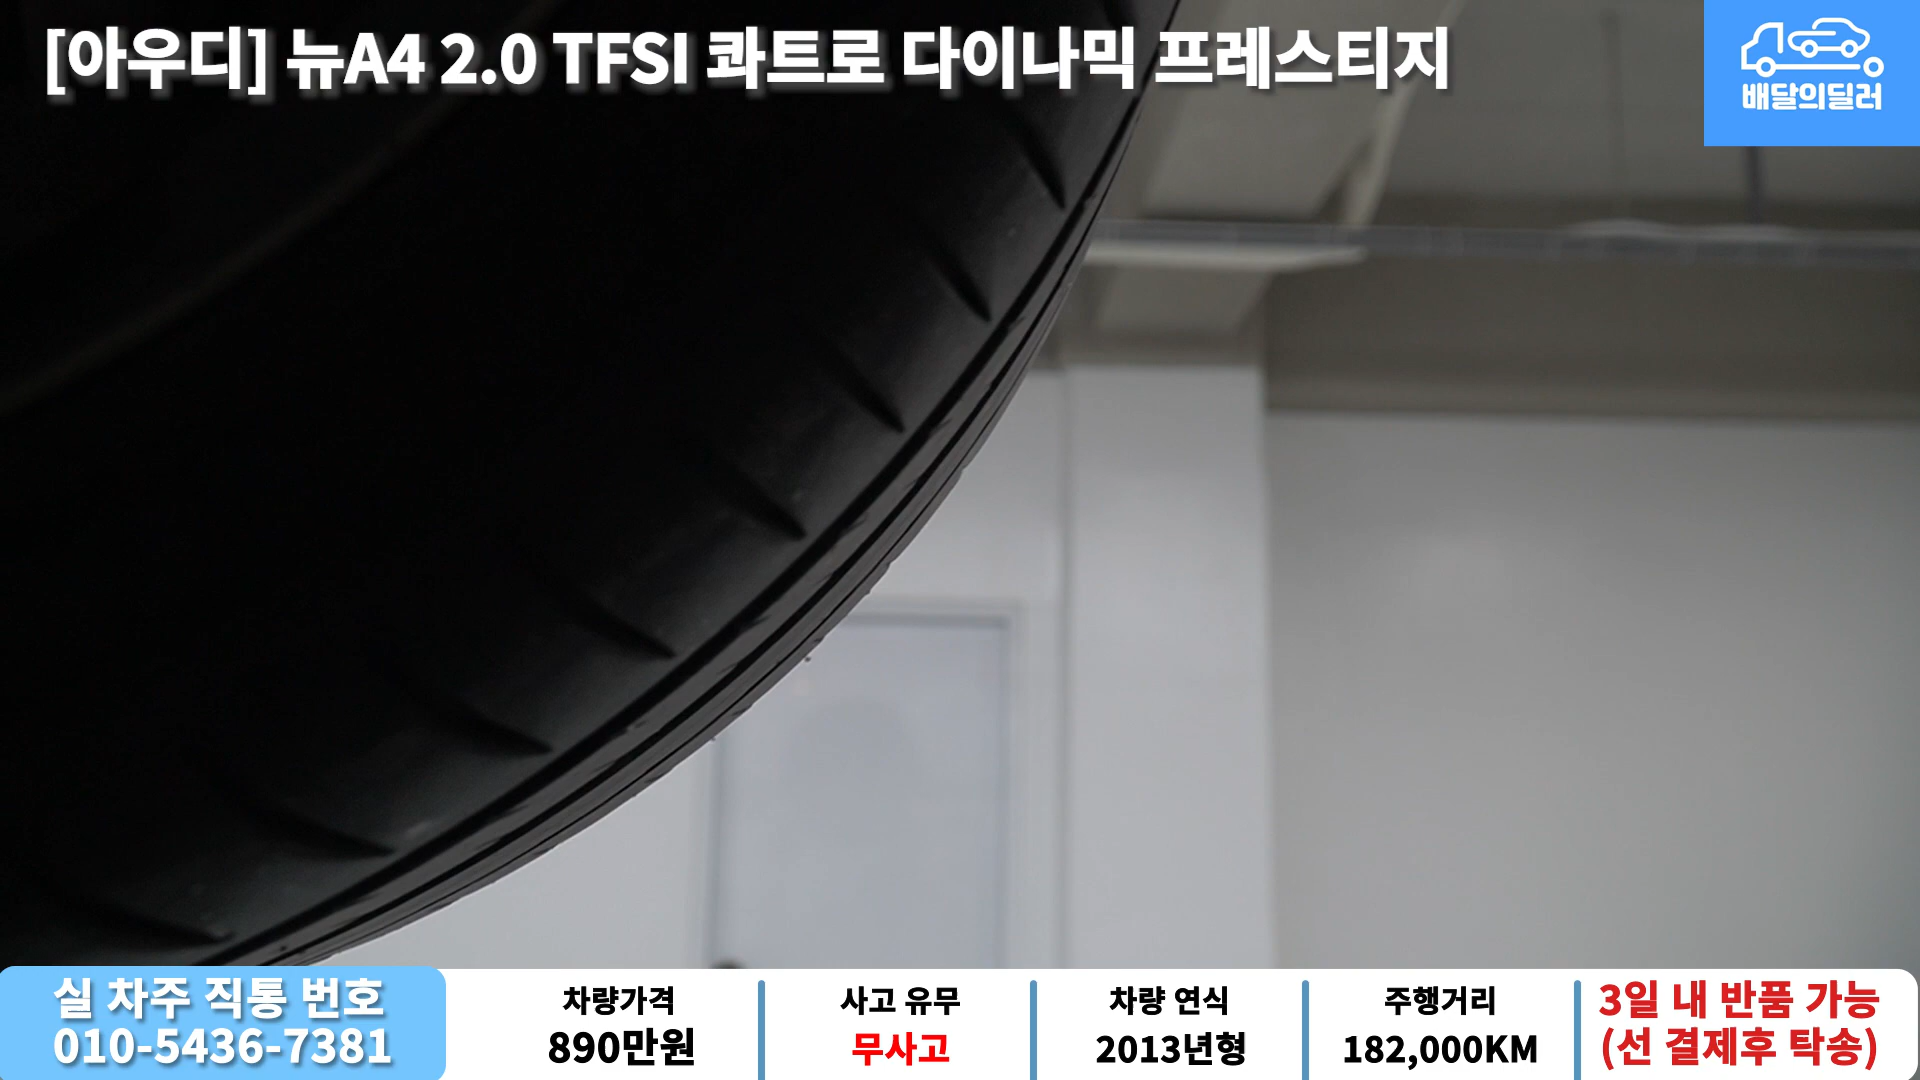 [아우디] 뉴A4 2.0 TFSI 콰트로 다이나믹 프레스티지
배달의딜러
실 차주 직통 번호
010-5436-7381
차량가격
890만원
사고 유무
무사고
차량 연식
2013년형
주행거리
182,000KM
3일 내 반품 가능
(선 결제후 탁송)